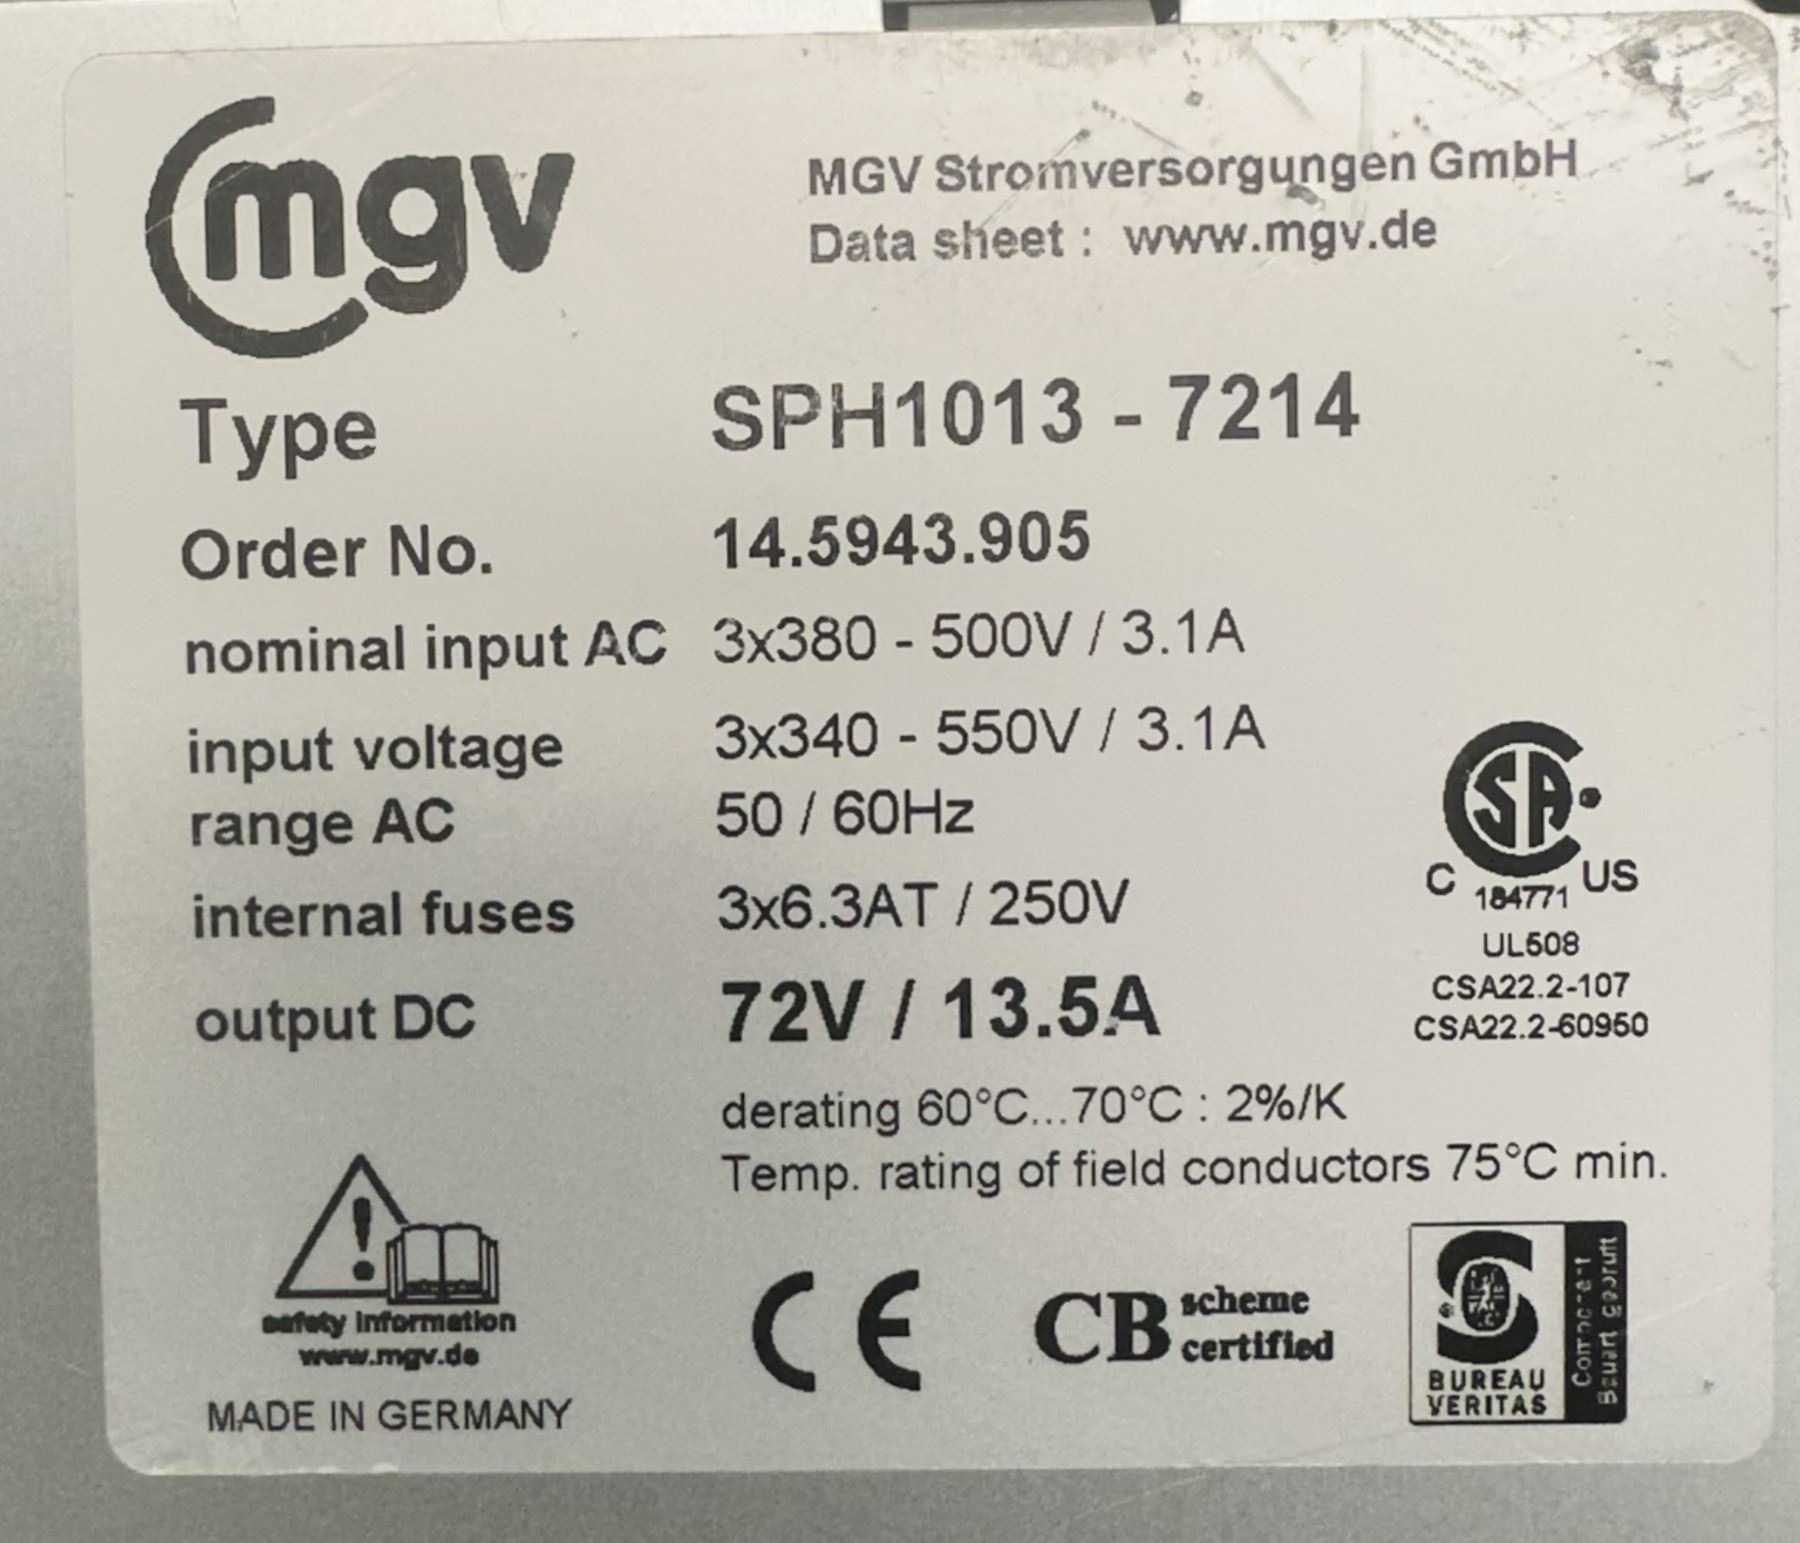 mgv
MGV Stromversorgungen GmbH
Data sheet : www.mgv.de
Type SPH1013 - 7214
Order No. 14.5943.905
nominal input AC 3x380 - 500V / 3.1A
input voltage 3x340 - 550V / 3.1A
range AC 50 / 60Hz
internal fuses 3x6.3AT / 250V
output DC 72V / 13.5A
derating 60°C...70°C : 2%/K
Temp. rating of field conductors 75°C min.
CSA
C 184771 US
UL508
CSA22.2-107
CSA22.2-60950
safety information
www.mgv.de
MADE IN GERMANY
CE
CB scheme
certified
BUREAU
VERITAS
Component
Bauart geprüft